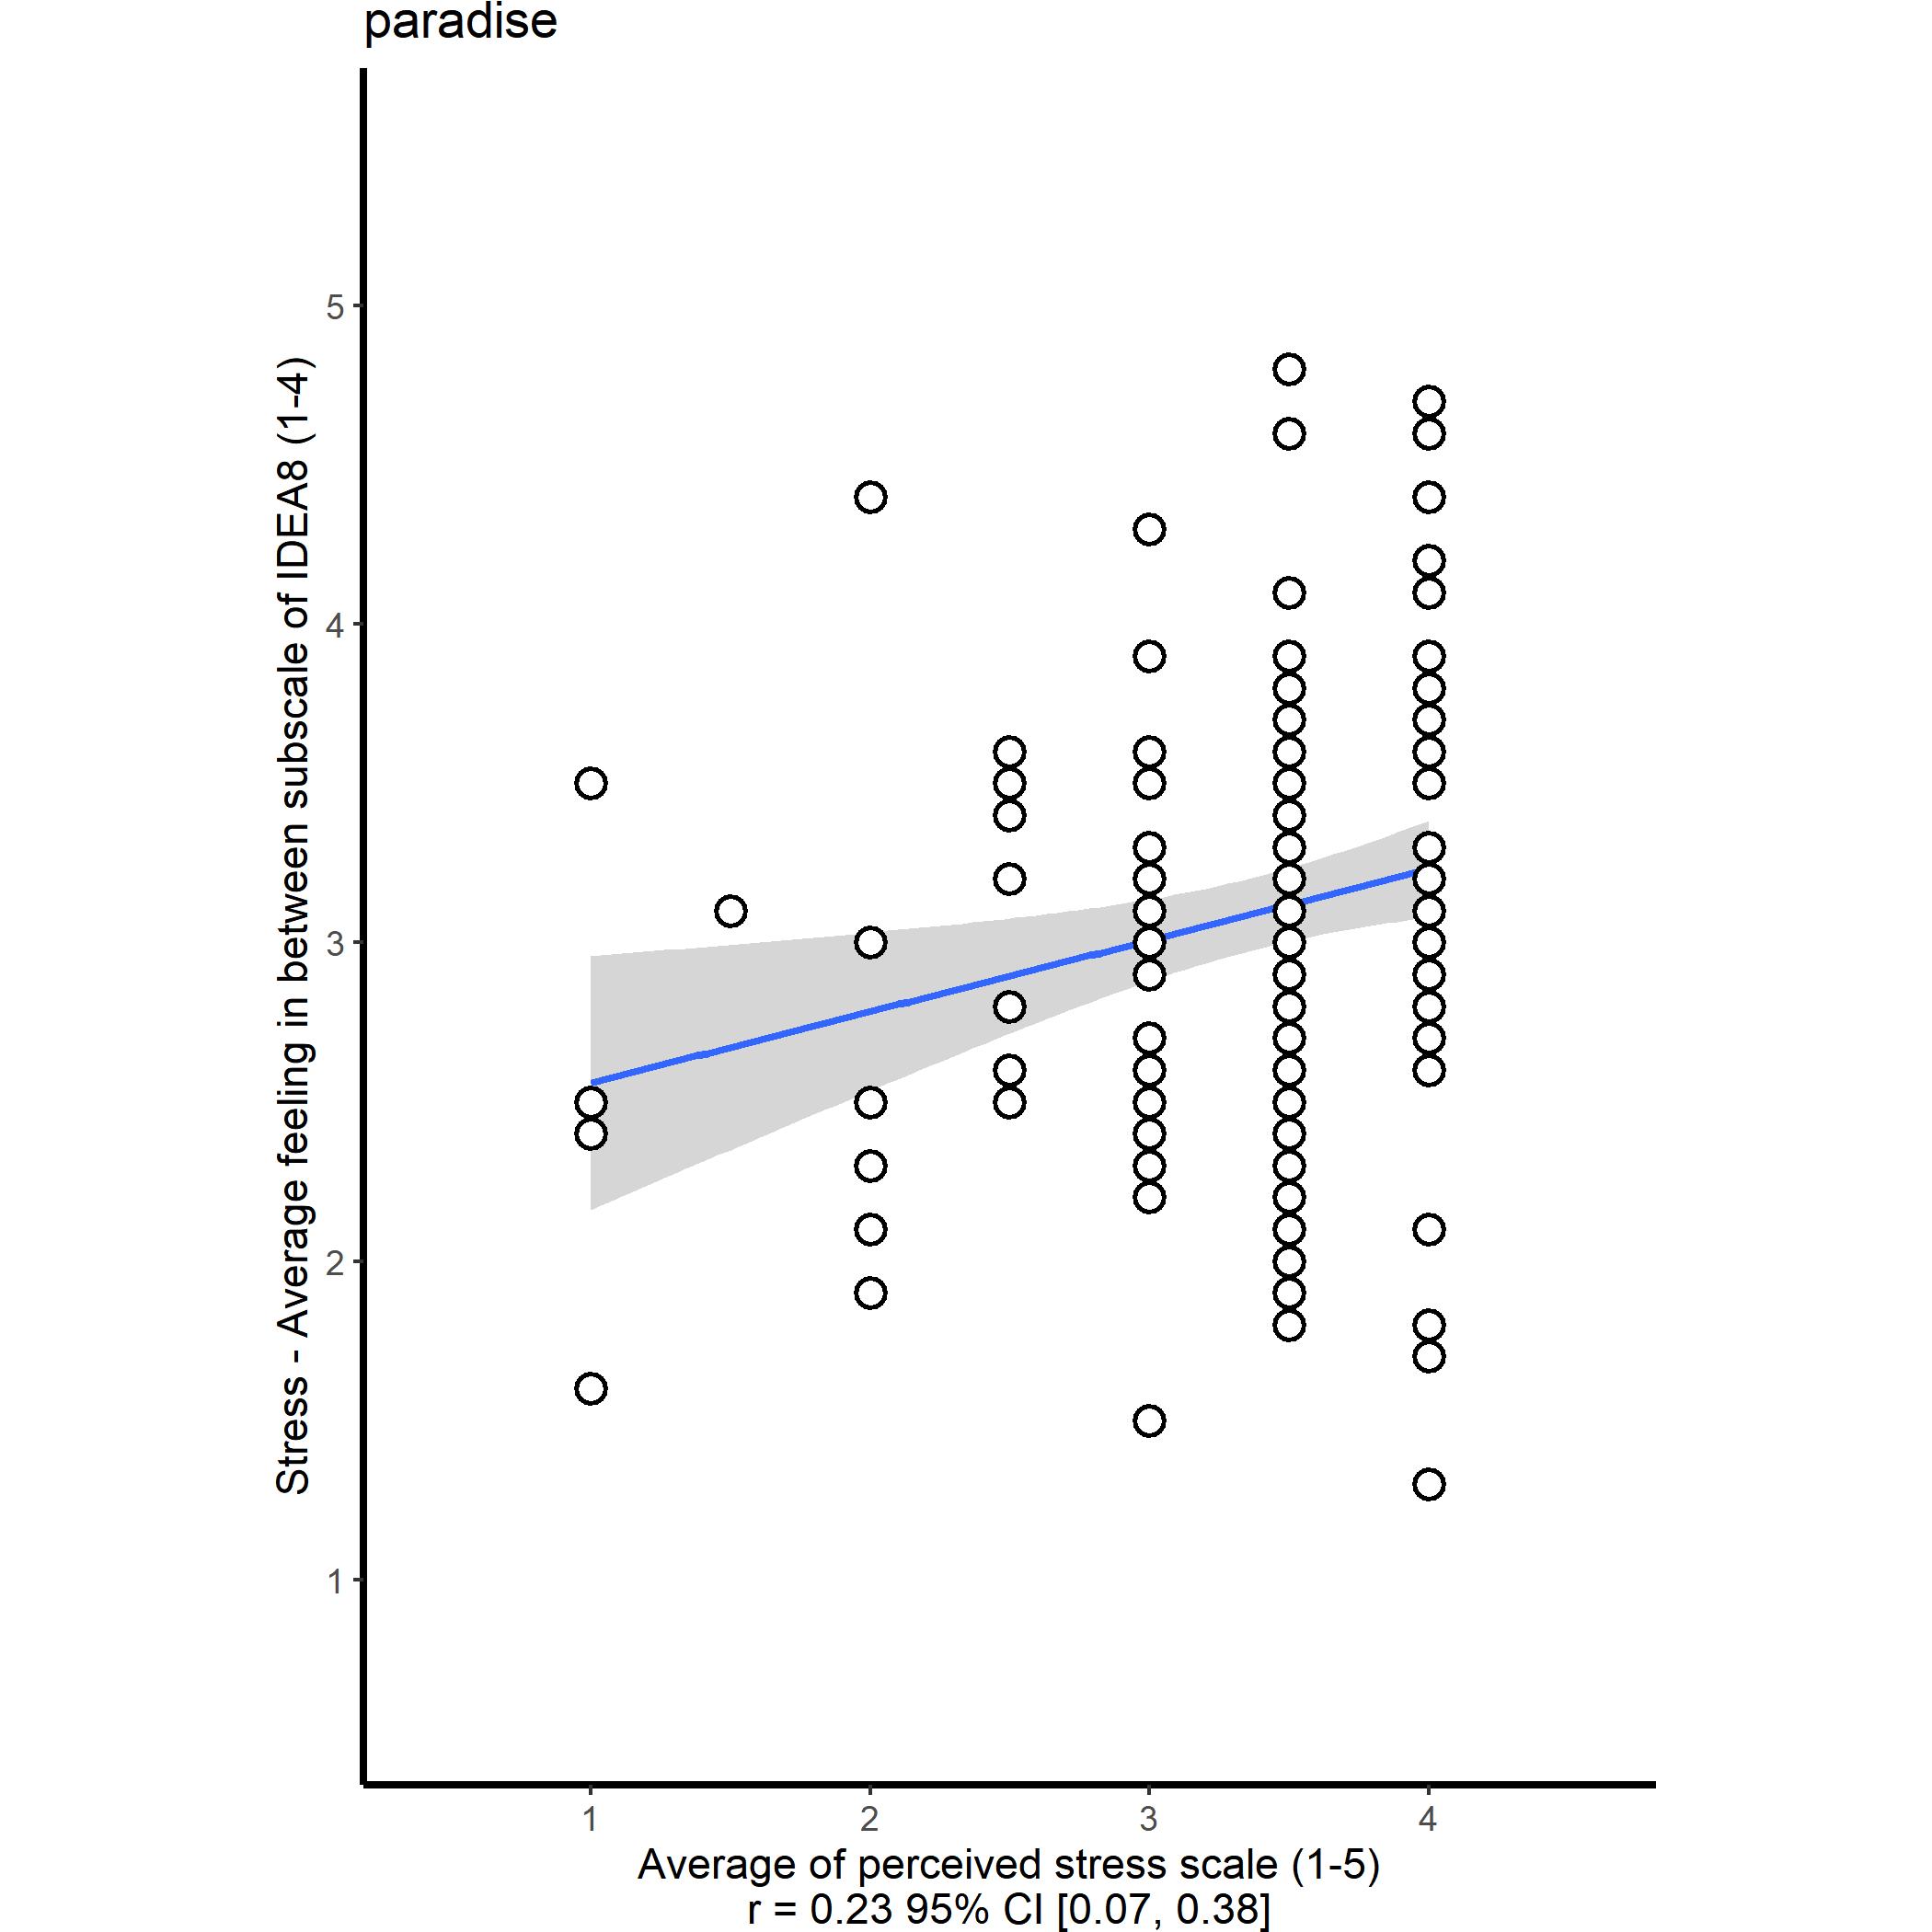 paradise
Stress - Average feeling in between subscale of IDEA8 (1-4)
5
4
3
2
1
1 2 3 4
Average of perceived stress scale (1-5)
r = 0.23 95% CI [0.07, 0.38]